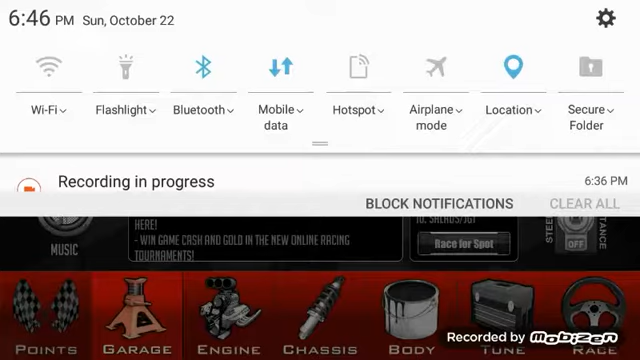 6:46 PM Sun, October 22
Wi-Fi Flashlight Bluetooth Mobile data Hotspot Airplane mode Location Secure Folder
Recording in progress 6:36 PM
BLOCK NOTIFICATIONS CLEAR ALL
MUSIC
HERE!
- WIN GAME CASH AND GOLD IN THE NEW ONLINE RACING
TOURNAMENTS!
Race for Spot
OFF
POINTS GARAGE ENGINE CHASSIS BODY TUNE RACE
Recorded by mobizen